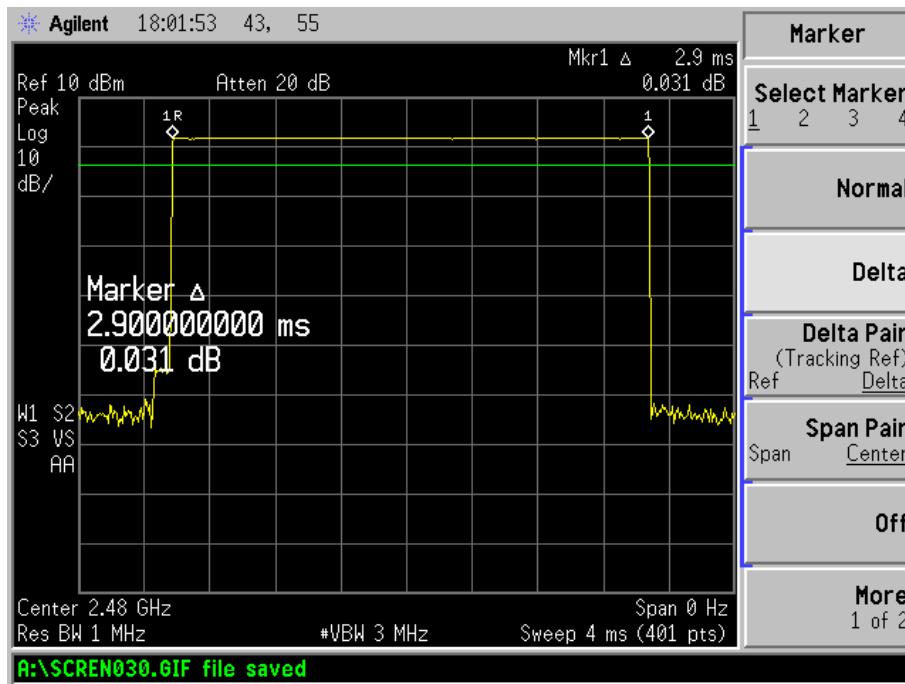 Agilent 18:01:53 43, 55
Mkr1 Δ 2.9 ms
Ref 10 dBm Atten 20 dB 0.031 dB
Peak
Log
10
dB/
1R
1
Marker Δ
2.900000000 ms
0.031 dB
W1 S2
S3 VS
AA
Center 2.48 GHz Span 0 Hz
Res BW 1 MHz #VBW 3 MHz Sweep 4 ms (401 pts)
A:\SCREN030.GIF file saved
Marker
Select Marker
1 2 3 4
Normal
Delta
Delta Pair
(Tracking Ref)
Ref Delta
Span Pair
Span Center
Off
More
1 of 2